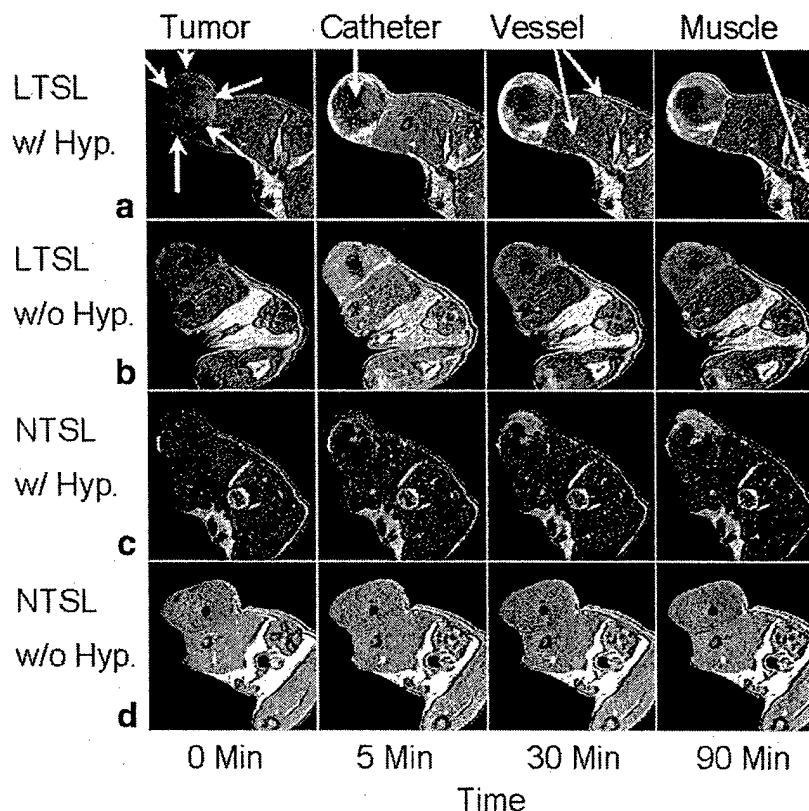 Tumor Catheter Vessel Muscle
LTSL
w/ Hyp.
a
LTSL
w/o Hyp.
b
NTSL
w/ Hyp.
c
NTSL
w/o Hyp.
d
0 Min 5 Min 30 Min 90 Min
Time